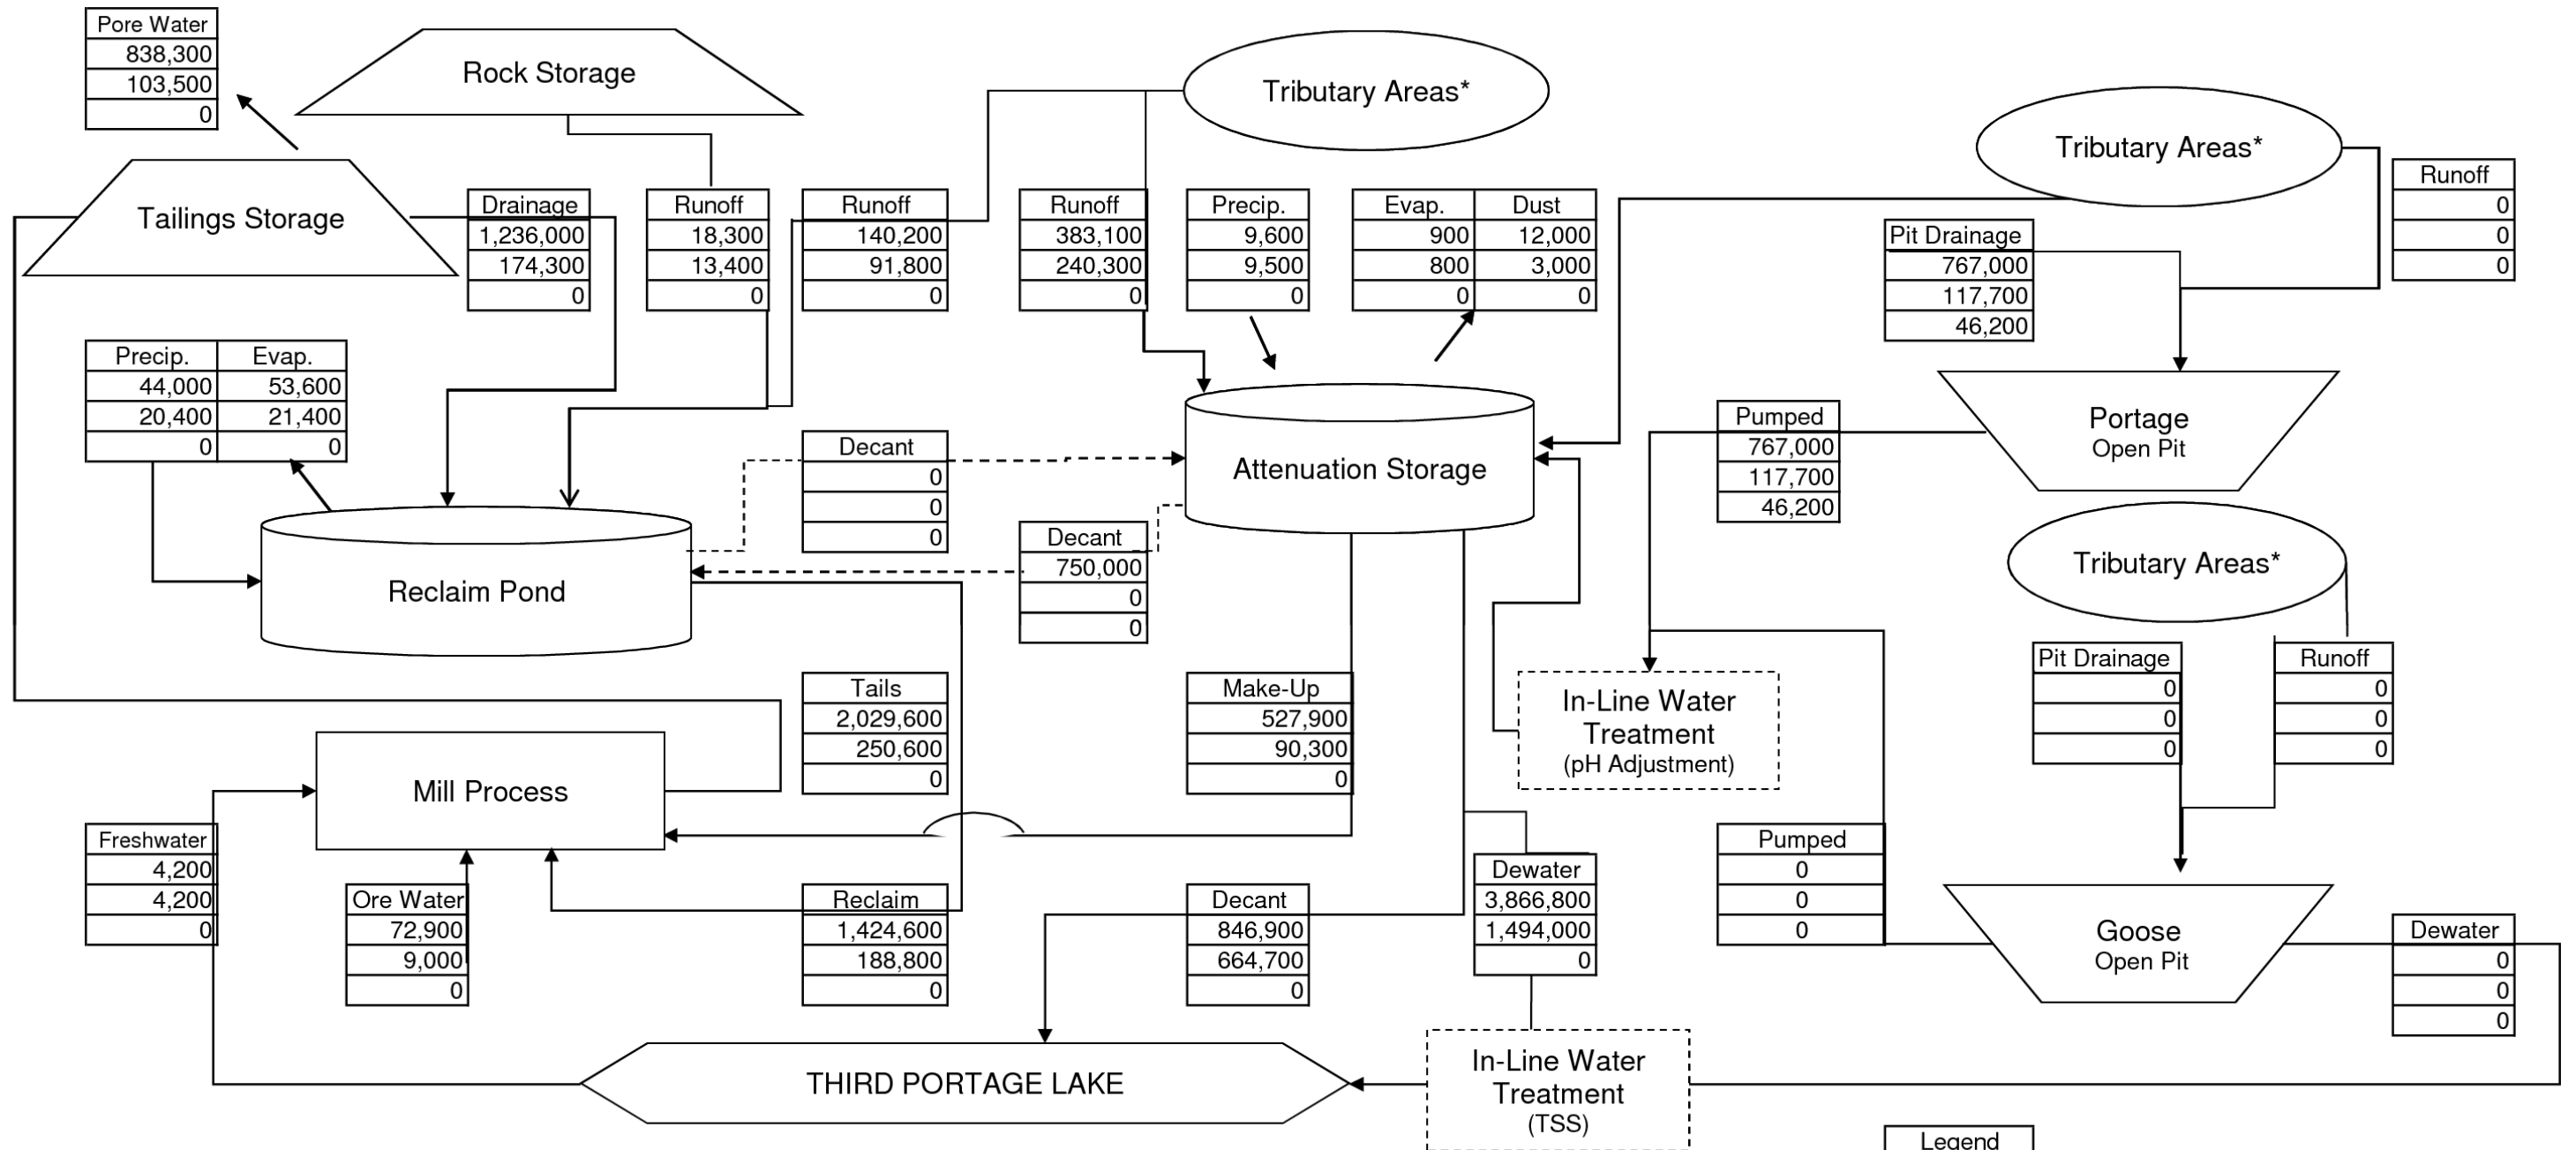 Pore Water
838,300
103,500
0
Rock Storage
Tributary Areas*
Tributary Areas*
Runoff
0
0
0
Tailings Storage
Drainage
1,236,000
174,300
0
Runoff
18,300
13,400
0
Runoff
140,200
91,800
0
Runoff
383,100
240,300
0
Precip.
9,600
9,500
0
Evap. Dust
900 12,000
800 3,000
0 0
Pit Drainage
767,000
117,700
46,200
Precip. Evap.
44,000 53,600
20,400 21,400
0 0
Decant
0
0
0
Attenuation Storage
Pumped
767,000
117,700
46,200
Portage
Open Pit
Reclaim Pond
Decant
750,000
0
0
Tributary Areas*
Pit Drainage
0
0
0
Runoff
0
0
0
Tails
2,029,600
250,600
0
Make-Up
527,900
90,300
0
In-Line Water
Treatment
(pH Adjustment)
Mill Process
Freshwater
4,200
4,200
0
Ore Water
72,900
9,000
0
Reclaim
1,424,600
188,800
0
Decant
846,900
664,700
0
Dewater
3,866,800
1,494,000
0
Pumped
0
0
0
Goose
Open Pit
Dewater
0
0
0
THIRD PORTAGE LAKE
In-Line Water
Treatment
(TSS)
Legend